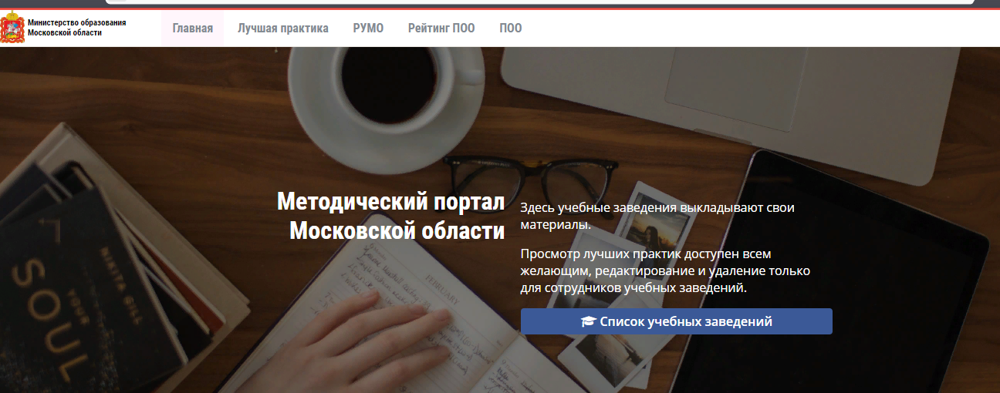 Министерство образования
Московской области
Главная
Лучшая практика
РУМО
Рейтинг ПОО
ПОО
Методический портал
Московской области
Здесь учебные заведения выкладывают свои
материалы.
Просмотр лучших практик доступен всем
желающим, редактирование и удаление только
для сотрудников учебных заведений.
Список учебных заведений
NIKITA GILL
YOUR
SOUL
FEBRUARY